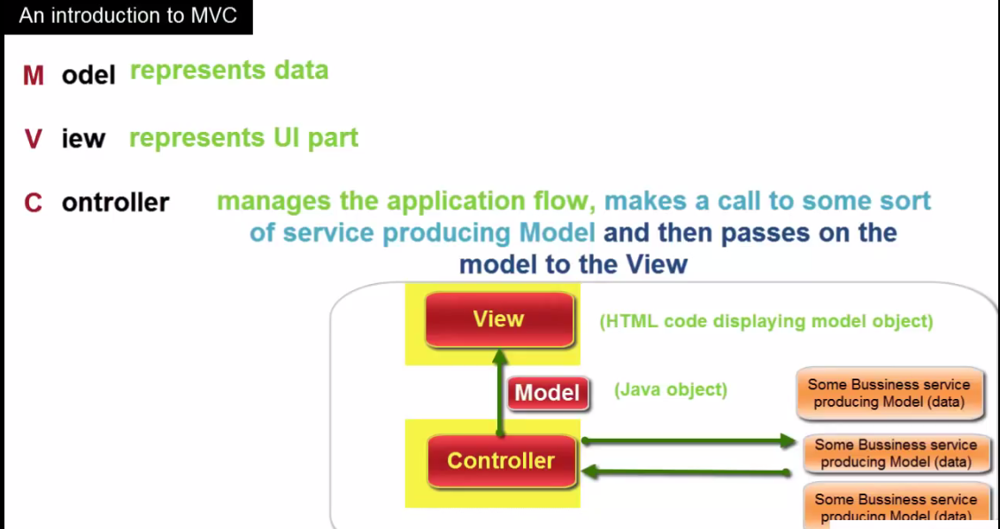 An introduction to MVC
M odel represents data
V iew represents UI part
C ontroller manages the application flow, makes a call to some sort
of service producing Model and then passes on the
model to the View
View (HTML code displaying model object)
Model (Java object)
Some Bussiness service
producing Model (data)
Controller
Some Bussiness service
producing Model (data)
Some Bussiness service
producing Model (data)